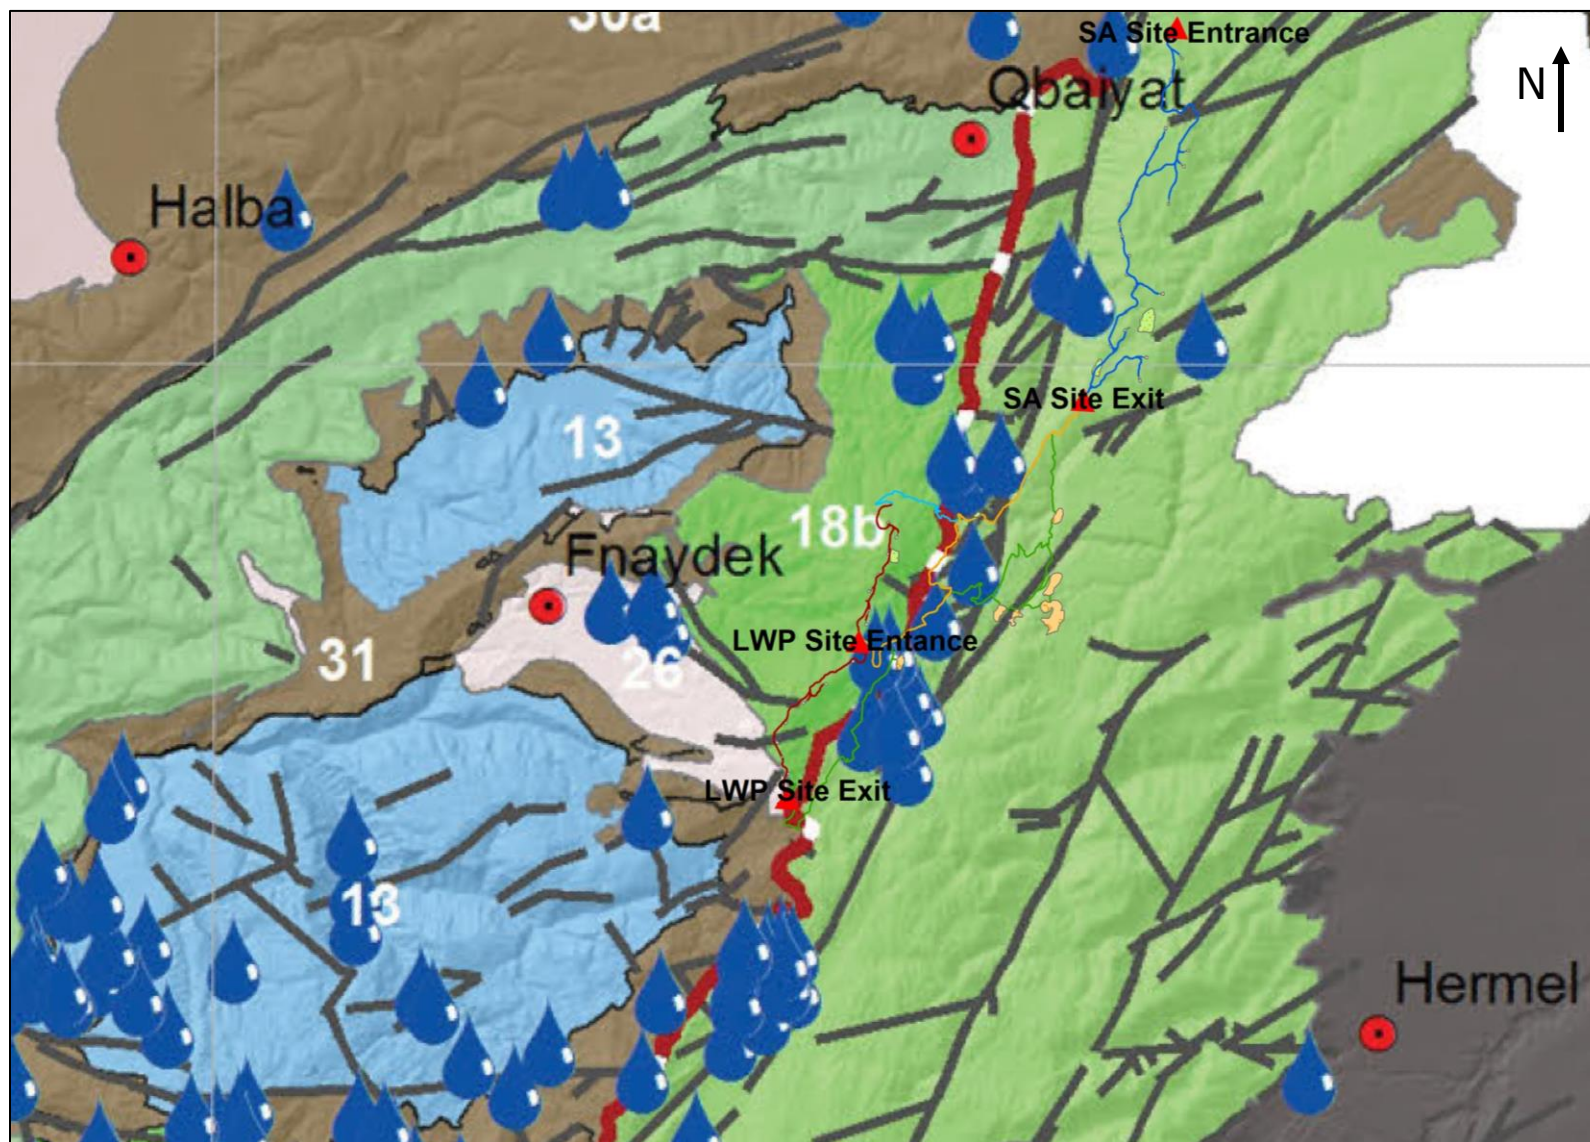 30a
SA Site Entrance
N
Qbaiyat
Halba
SA Site Exit
13
18b
Fnaydek
LWP Site Entance
31
26
LWP Site Exit
13
Hermel